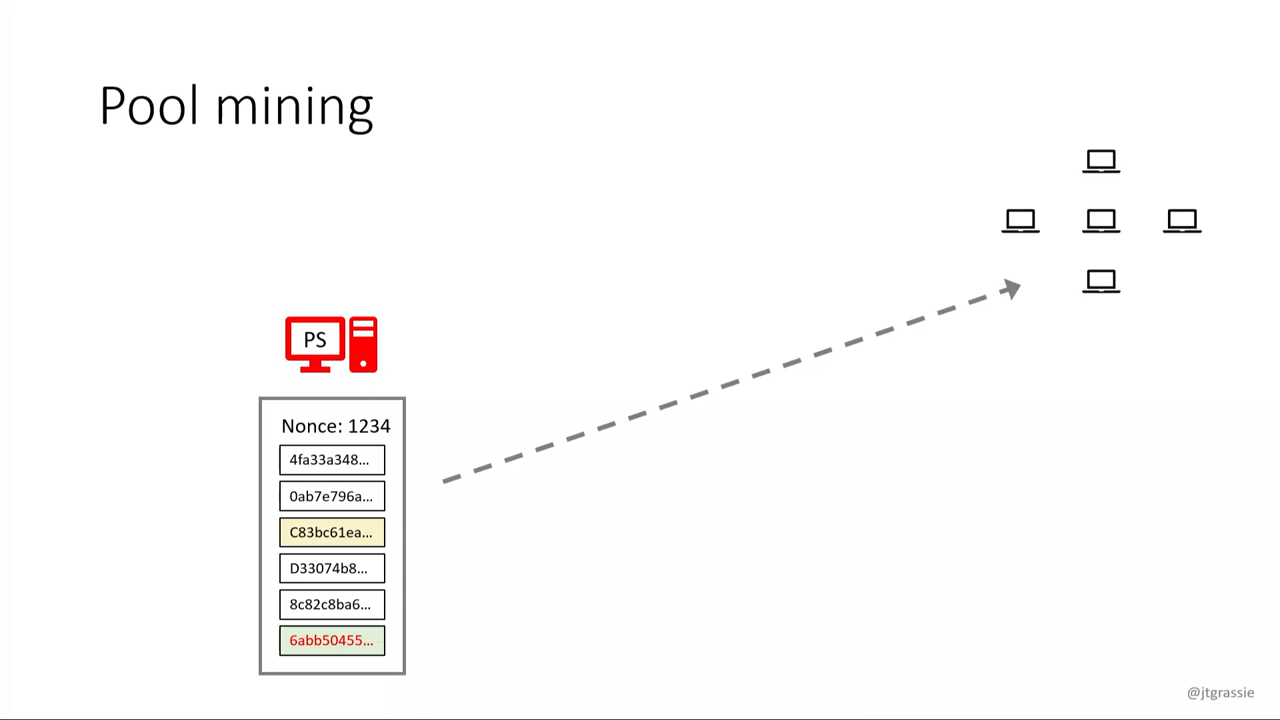 Pool mining
PS
Nonce: 1234
4fa33a348...
0ab7e796a...
C83bc61ea...
D33074b8...
8c82c8ba6...
6abb50455...
@jtgrassie